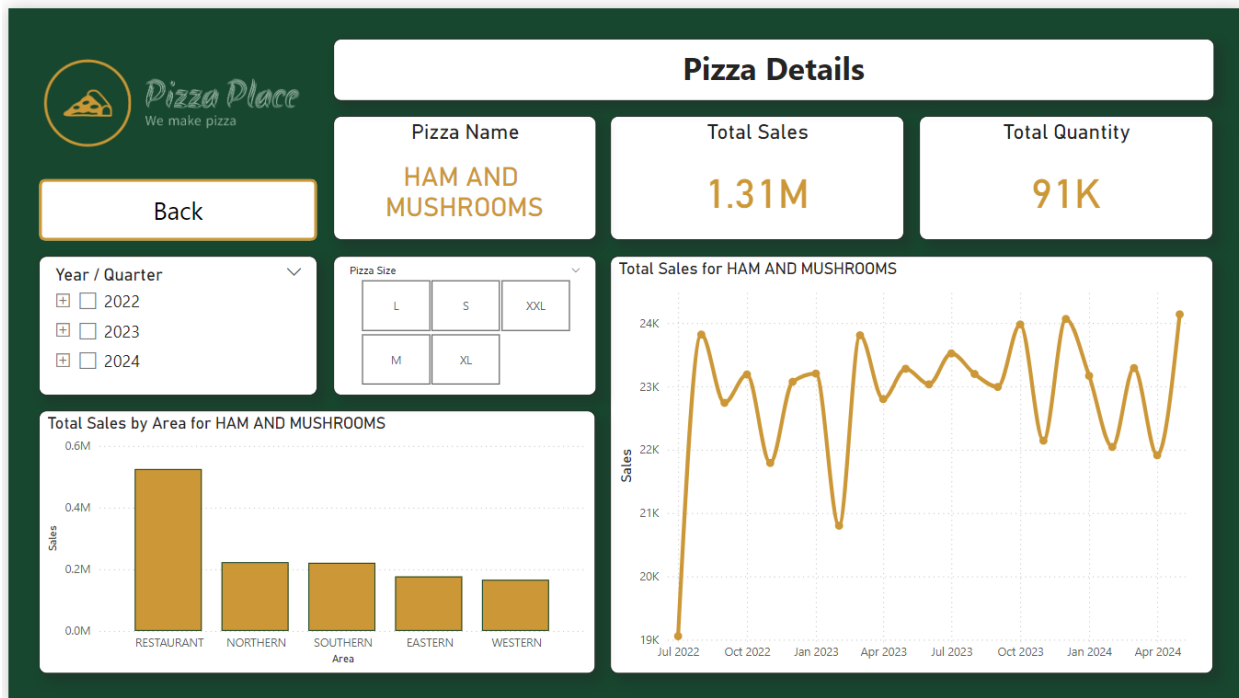 Pizza Place
We make pizza
Pizza Details
Pizza Name
HAM AND
MUSHROOMS
Total Sales
1.31M
Total Quantity
91K
Back
Year / Quarter
2022
2023
2024
Pizza Size
L
S
XXL
M
XL
Total Sales by Area for HAM AND MUSHROOMS
0.6M
0.4M
0.2M
0.0M
Sales
RESTAURANT NORTHERN SOUTHERN EASTERN WESTERN
Area
Total Sales for HAM AND MUSHROOMS
24K
23K
22K
21K
20K
19K
Sales
Jul 2022 Oct 2022 Jan 2023 Apr 2023 Jul 2023 Oct 2023 Jan 2024 Apr 2024